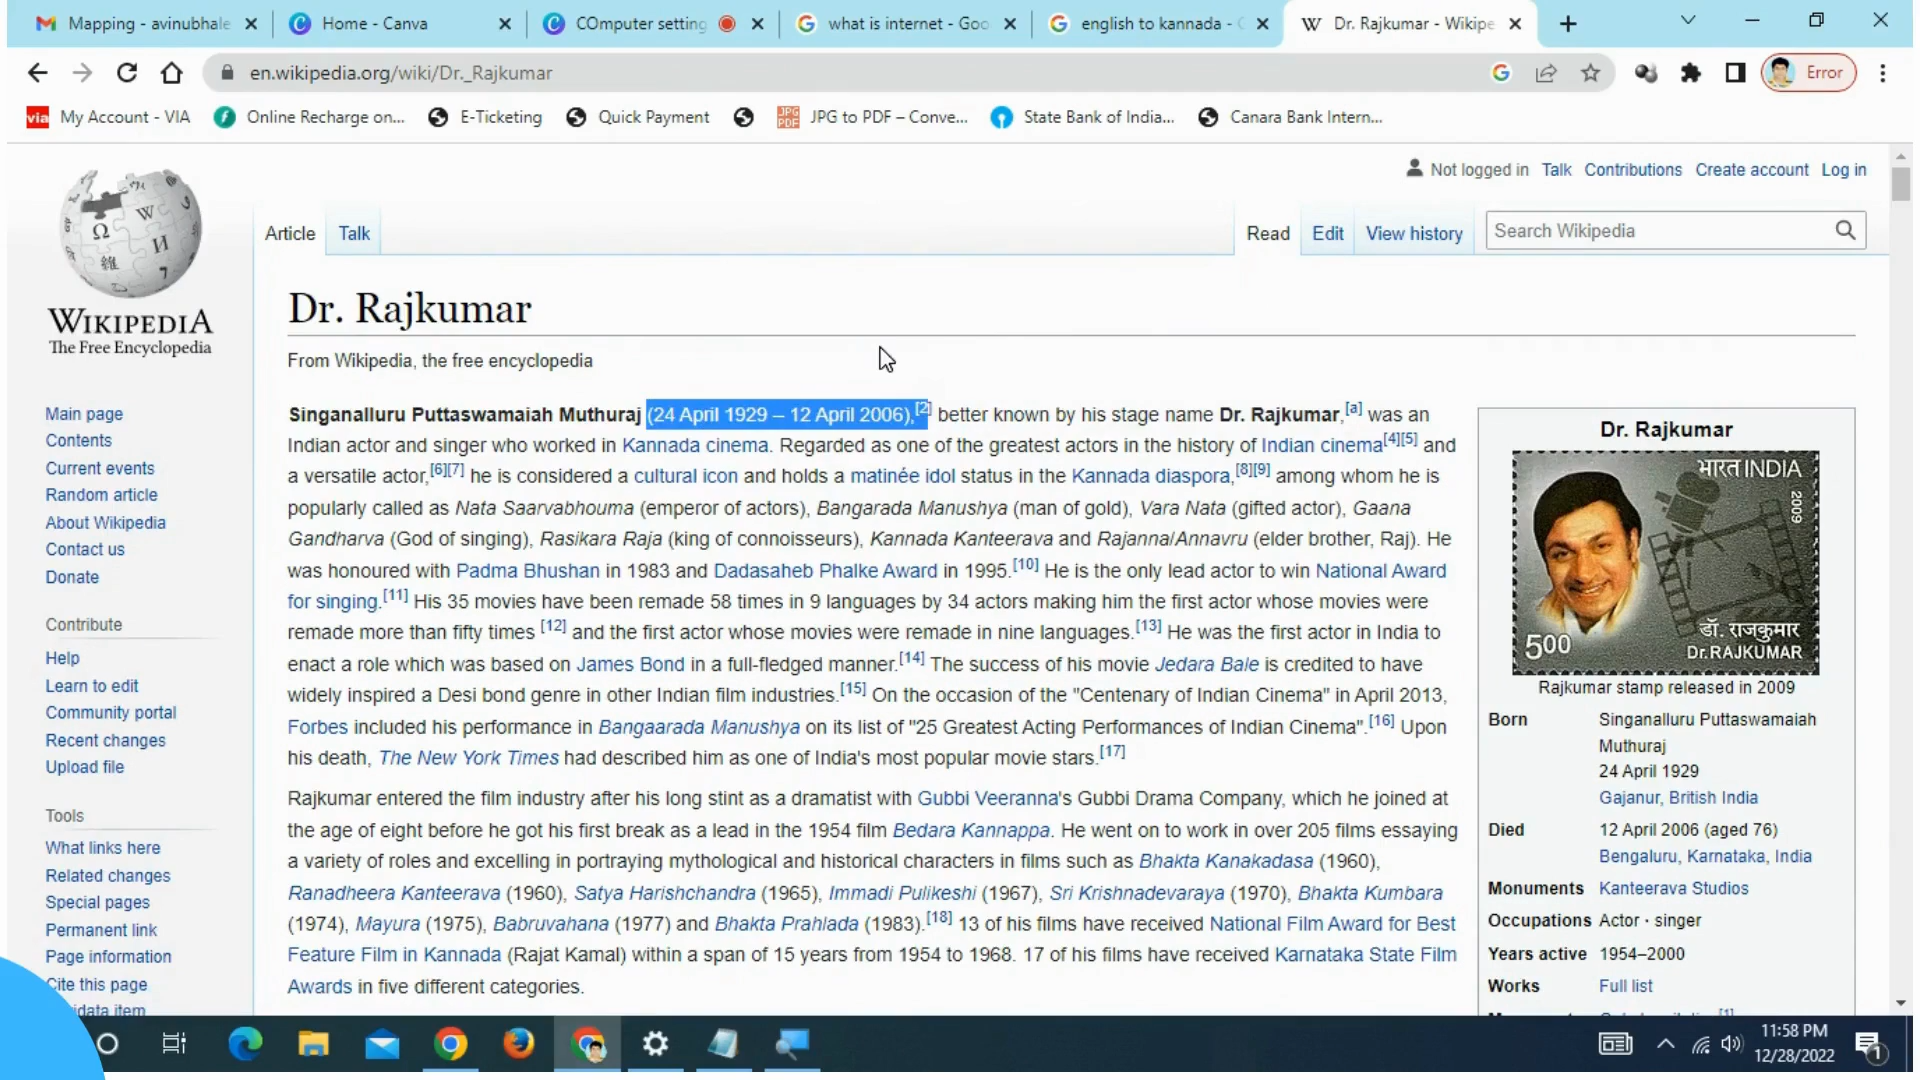 Mapping - avinubhale
Home - Canva
COmputer setting
what is internet - Goo
english to kannada - G
Dr. Rajkumar - Wikipe
en.wikipedia.org/wiki/Dr._Rajkumar
Error
via My Account - VIA
Online Recharge on...
E-Ticketing
Quick Payment
JPG PDF JPG to PDF – Conve...
State Bank of India...
Canara Bank Intern...
Not logged in Talk Contributions Create account Log in
Article Talk
Read Edit View history
Search Wikipedia
WIKIPEDIA
The Free Encyclopedia
Main page
Contents
Current events
Random article
About Wikipedia
Contact us
Donate
Contribute
Help
Learn to edit
Community portal
Recent changes
Upload file
Tools
What links here
Related changes
Special pages
Permanent link
Page information
Cite this page
Dr. Rajkumar
From Wikipedia, the free encyclopedia
Singanalluru Puttaswamaiah Muthuraj (24 April 1929 – 12 April 2006),[2] better known by his stage name Dr. Rajkumar,[a] was an
Indian actor and singer who worked in Kannada cinema. Regarded as one of the greatest actors in the history of Indian cinema[4][5] and
a versatile actor,[6][7] he is considered a cultural icon and holds a matinée idol status in the Kannada diaspora,[8][9] among whom he is
popularly called as Nata Saarvabhouma (emperor of actors), Bangarada Manushya (man of gold), Vara Nata (gifted actor), Gaana
Gandharva (God of singing), Rasikara Raja (king of connoisseurs), Kannada Kanteerava and Rajanna/Annavru (elder brother, Raj). He
was honoured with Padma Bhushan in 1983 and Dadasaheb Phalke Award in 1995.[10] He is the only lead actor to win National Award
for singing.[11] His 35 movies have been remade 58 times in 9 languages by 34 actors making him the first actor whose movies were
remade more than fifty times [12] and the first actor whose movies were remade in nine languages.[13] He was the first actor in India to
enact a role which was based on James Bond in a full-fledged manner.[14] The success of his movie Jedara Bale is credited to have
widely inspired a Desi bond genre in other Indian film industries.[15] On the occasion of the "Centenary of Indian Cinema" in April 2013,
Forbes included his performance in Bangaarada Manushya on its list of "25 Greatest Acting Performances of Indian Cinema".[16] Upon
his death, The New York Times had described him as one of India's most popular movie stars.[17]
Rajkumar entered the film industry after his long stint as a dramatist with Gubbi Veeranna's Gubbi Drama Company, which he joined at
the age of eight before he got his first break as a lead in the 1954 film Bedara Kannappa. He went on to work in over 205 films essaying
a variety of roles and excelling in portraying mythological and historical characters in films such as Bhakta Kanakadasa (1960),
Ranadheera Kanteerava (1960), Satya Harishchandra (1965), Immadi Pulikeshi (1967), Sri Krishnadevaraya (1970), Bhakta Kumbara
(1974), Mayura (1975), Babruvahana (1977) and Bhakta Prahlada (1983).[18] 13 of his films have received National Film Award for Best
Feature Film in Kannada (Rajat Kamal) within a span of 15 years from 1954 to 1968. 17 of his films have received Karnataka State Film
Awards in five different categories.
Dr. Rajkumar
भारत INDIA
2009
500
डॉ. राजकुमार
Dr.RAJKUMAR
Rajkumar stamp released in 2009
Born Singanalluru Puttaswamaiah
Muthuraj
24 April 1929
Gajanur, British India
Died 12 April 2006 (aged 76)
Bengaluru, Karnataka, India
Monuments Kanteerava Studios
Occupations Actor · singer
Years active 1954–2000
Works Full list
11:58 PM
12/28/2022
1